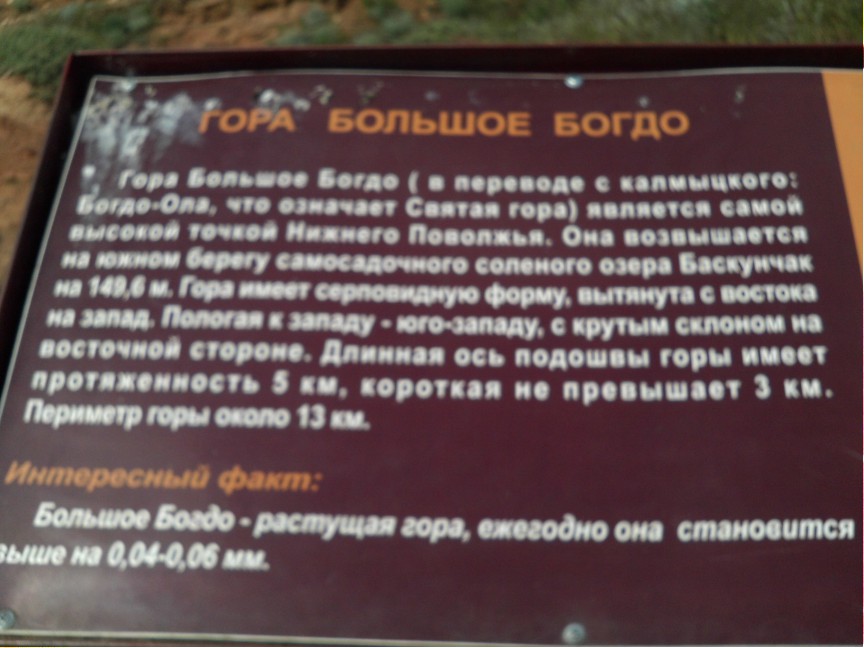 ГОРА БОЛЬШОЕ БОГДО
Гора Большое Богдо ( в переводе с калмыцкого:
Богдо-Ола, что означает Святая гора) является самой
высокой точкой Нижнего Поволжья. Она возвышается
на южном берегу самосадочного соленого озера Баскунчак
на 149,6 м. Гора имеет серповидную форму, вытянута с востока
на запад. Пологая к западу - юго-западу, с крутым склоном на
восточной стороне. Длинная ось подошвы горы имеет
протяженность 5 км, короткая не превышает 3 км.
Периметр горы около 13 км.
Интересный факт:
Большое Богдо - растущая гора, ежегодно она становится
выше на 0,04-0,06 мм.